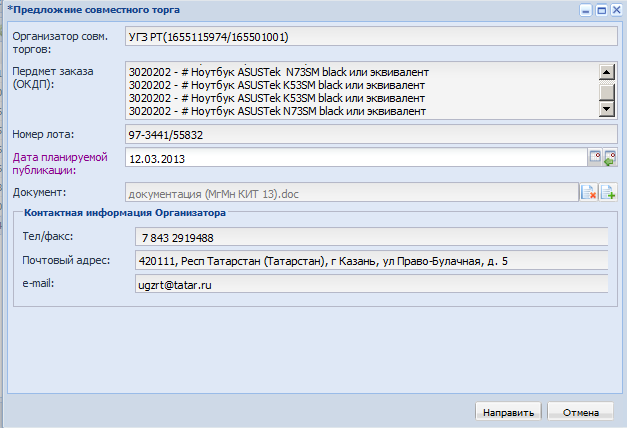 *Предложние совместного торга
Организатор совм. торгов:
УГЗ РТ(1655115974/165501001)
Пердмет заказа (ОКДП):
3020202 - # Ноутбук ASUSTek N73SM black или эквивалент
3020202 - # Ноутбук ASUSTek K53SM black или эквивалент
3020202 - # Ноутбук ASUSTek K53SM black или эквивалент
3020202 - # Ноутбук ASUSTek N73SM black или эквивалент
Номер лота:
97-3441/55832
Дата планируемой публикации:
12.03.2013
Документ:
документация (МгМн КИТ 13).doc
Контактная информация Организатора
Тел/факс:
7 843 2919488
Почтовый адрес:
420111, Респ Татарстан (Татарстан), г Казань, ул Право-Булачная, д. 5
e-mail:
ugzrt@tatar.ru
Направить
Отмена